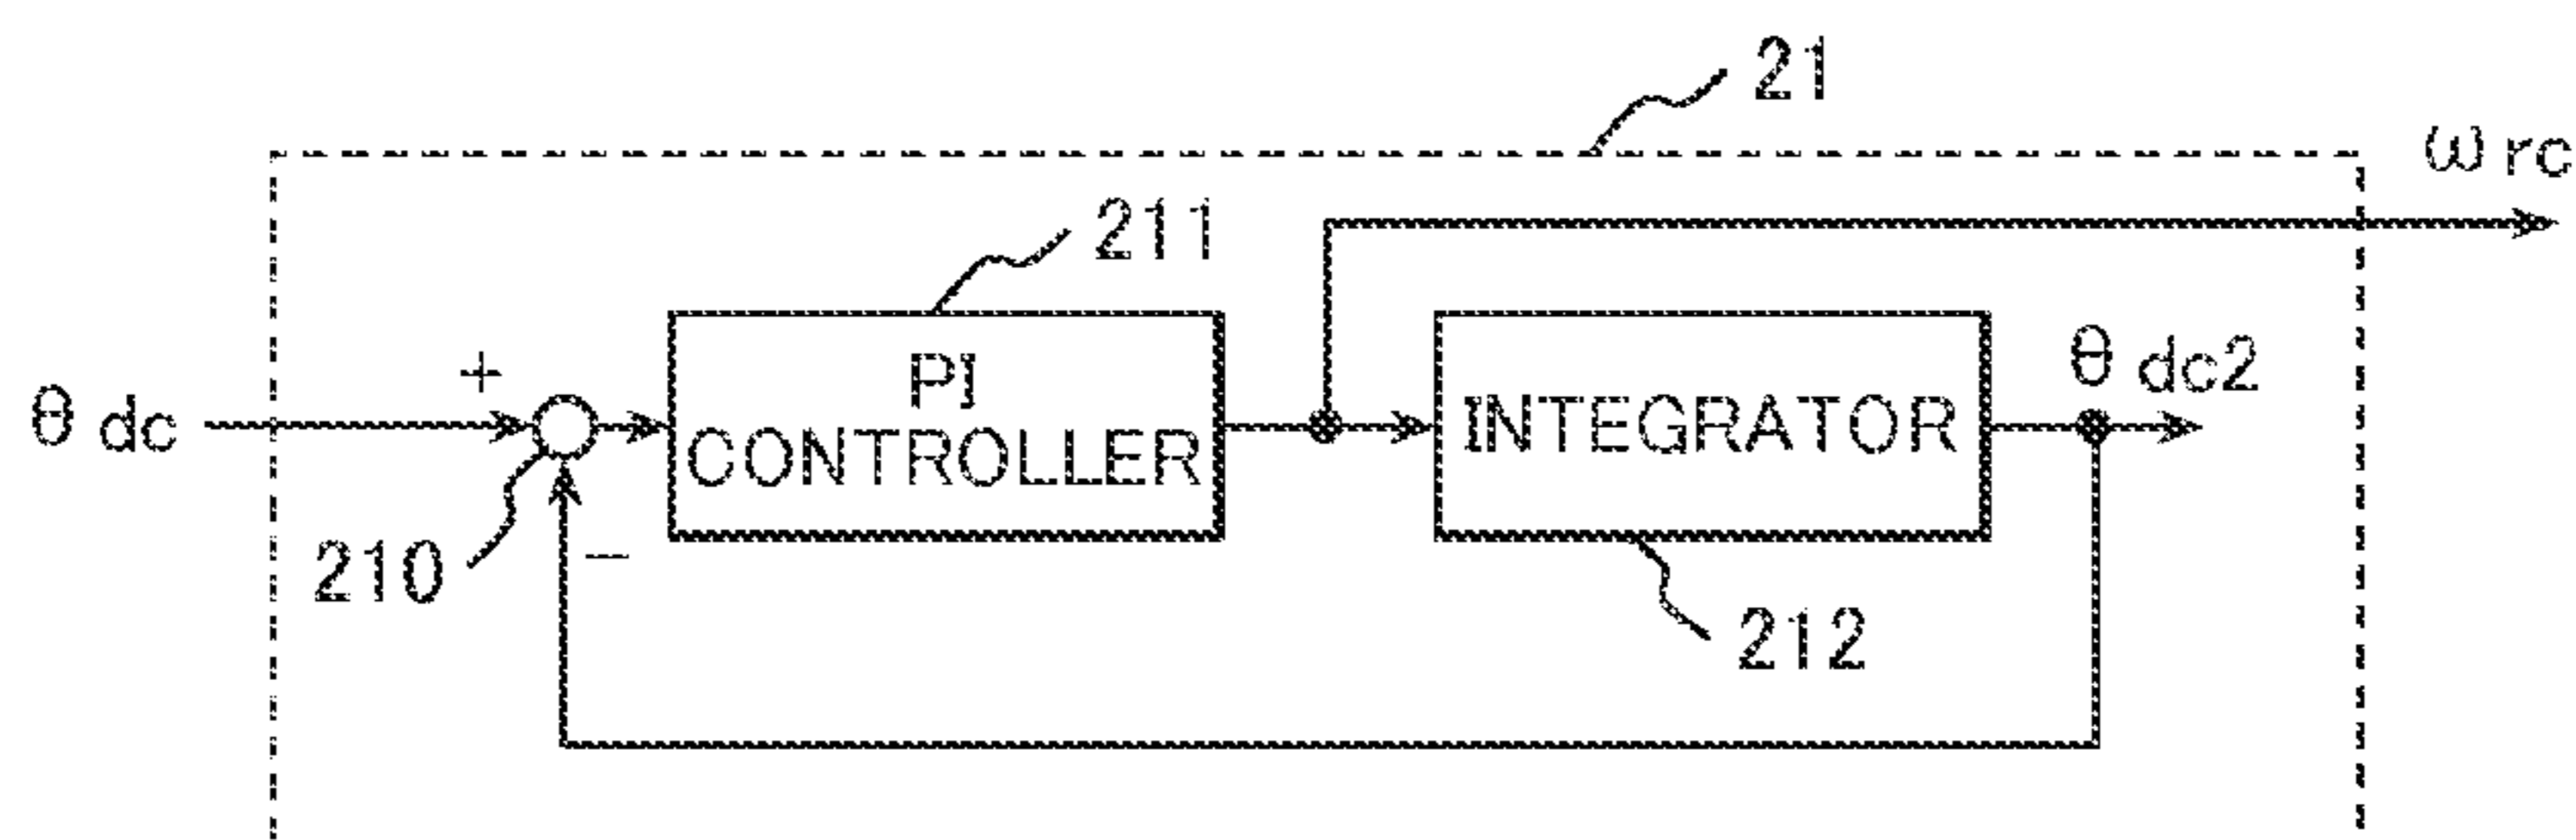 21
ω rc
211
+
PI
CONTROLLER
INTEGRATOR
θ dc2
θ dc
210
−
212